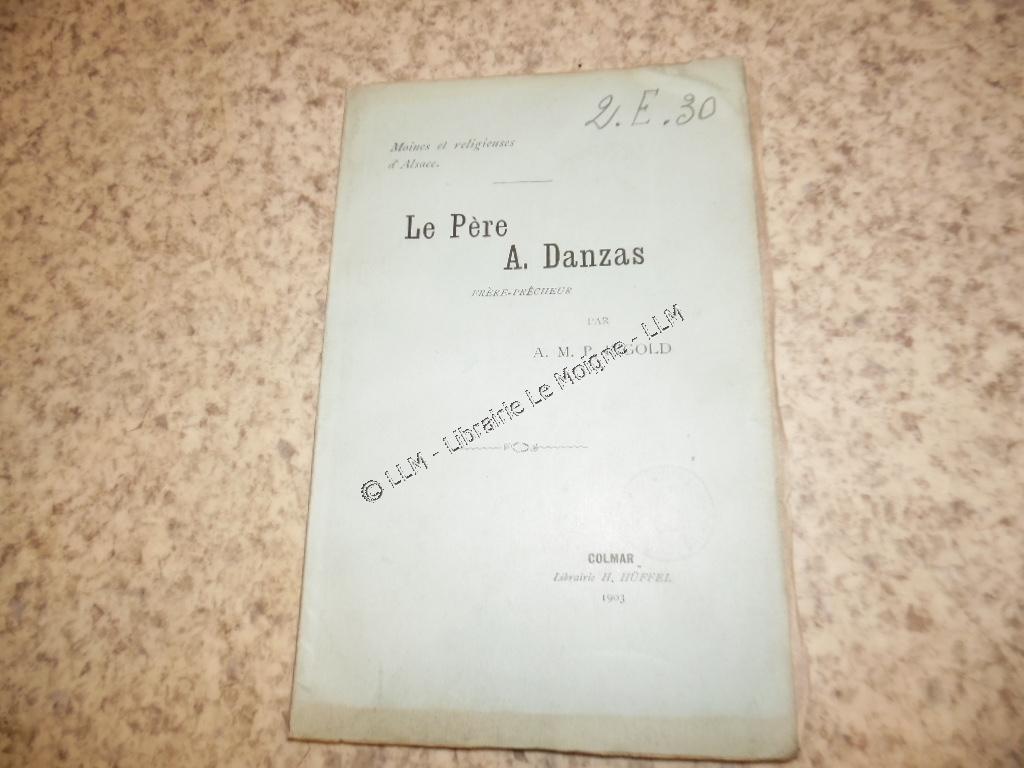 2.E.30
Moines et religieuses
d'Alsace.
Le Père
A. Danzas
FRÈRE-PRÊCHEUR
PAR
A. M. P.
© LLM - Librairie Le Moigne - LLM
COLMAR
Librairie H. HÜFFEL
1903